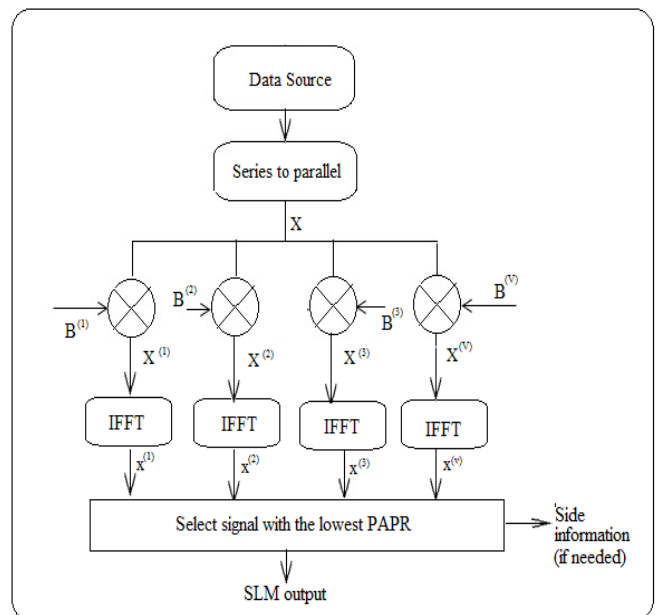 Data Source
Series to parallel
X
B(1) B(2) B(3) B(V)
X(1) X(2) X(3) X(V)
IFFT IFFT IFFT IFFT
x(1) x(2) x(3) x(v)
Select signal with the lowest PAPR
Side
information
(if needed)
SLM output